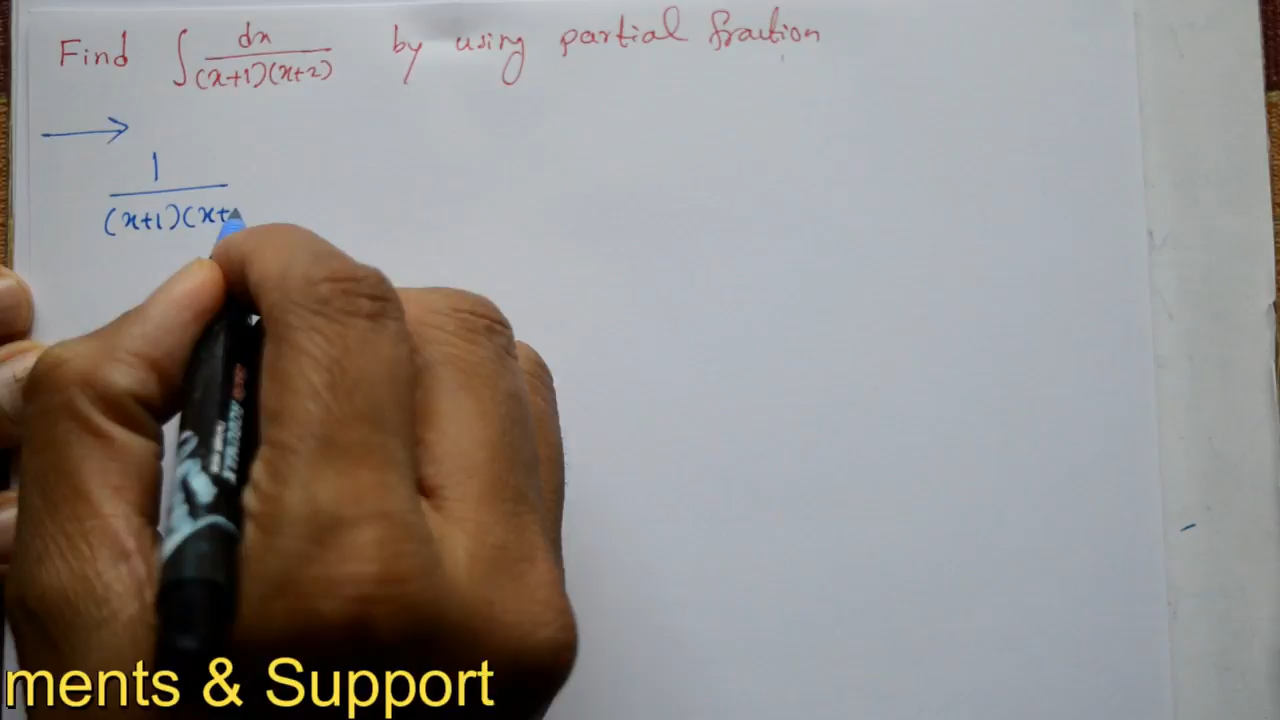 Find ∫ dx/((x+1)(x+2)) by using partial fraction
→
1/((x+1)(x+
ments & Support